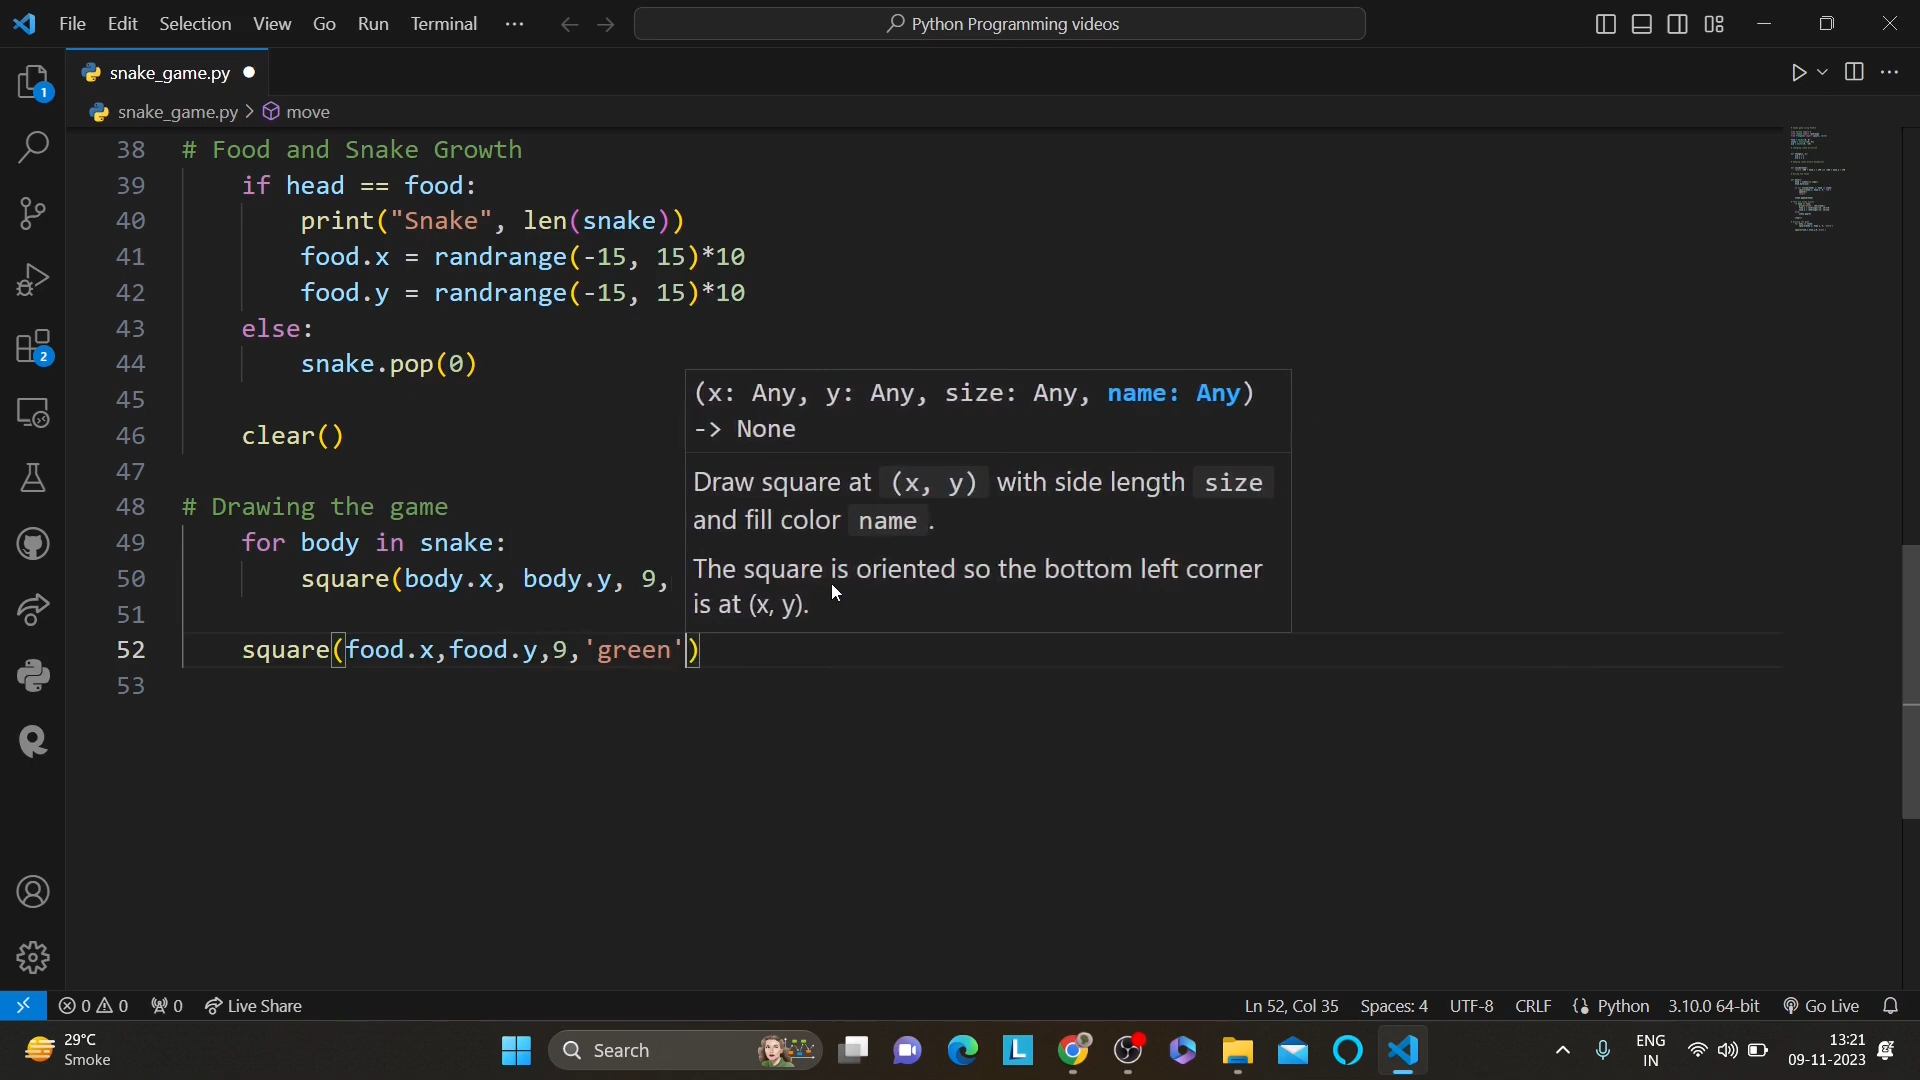 File Edit Selection View Go Run Terminal ··· Python Programming videos
snake_game.py
snake_game.py > move
38 # Food and Snake Growth
39 if head == food:
40 print("Snake", len(snake))
41 food.x = randrange(-15, 15)*10
42 food.y = randrange(-15, 15)*10
43 else:
44 snake.pop(0)
45
46 clear()
47
48 # Drawing the game
49 for body in snake:
50 square(body.x, body.y, 9,
51
52 square(food.x,food.y,9,'green')
53
(x: Any, y: Any, size: Any, name: Any)
-> None
Draw square at (x, y) with side length size
and fill color name .
The square is oriented so the bottom left corner
is at (x, y).
1
2
0 0 0 Live Share Ln 52, Col 35 Spaces: 4 UTF-8 CRLF {} Python 3.10.0 64-bit Go Live
29°C
Smoke
Search
L
ENG
IN
13:21
09-11-2023